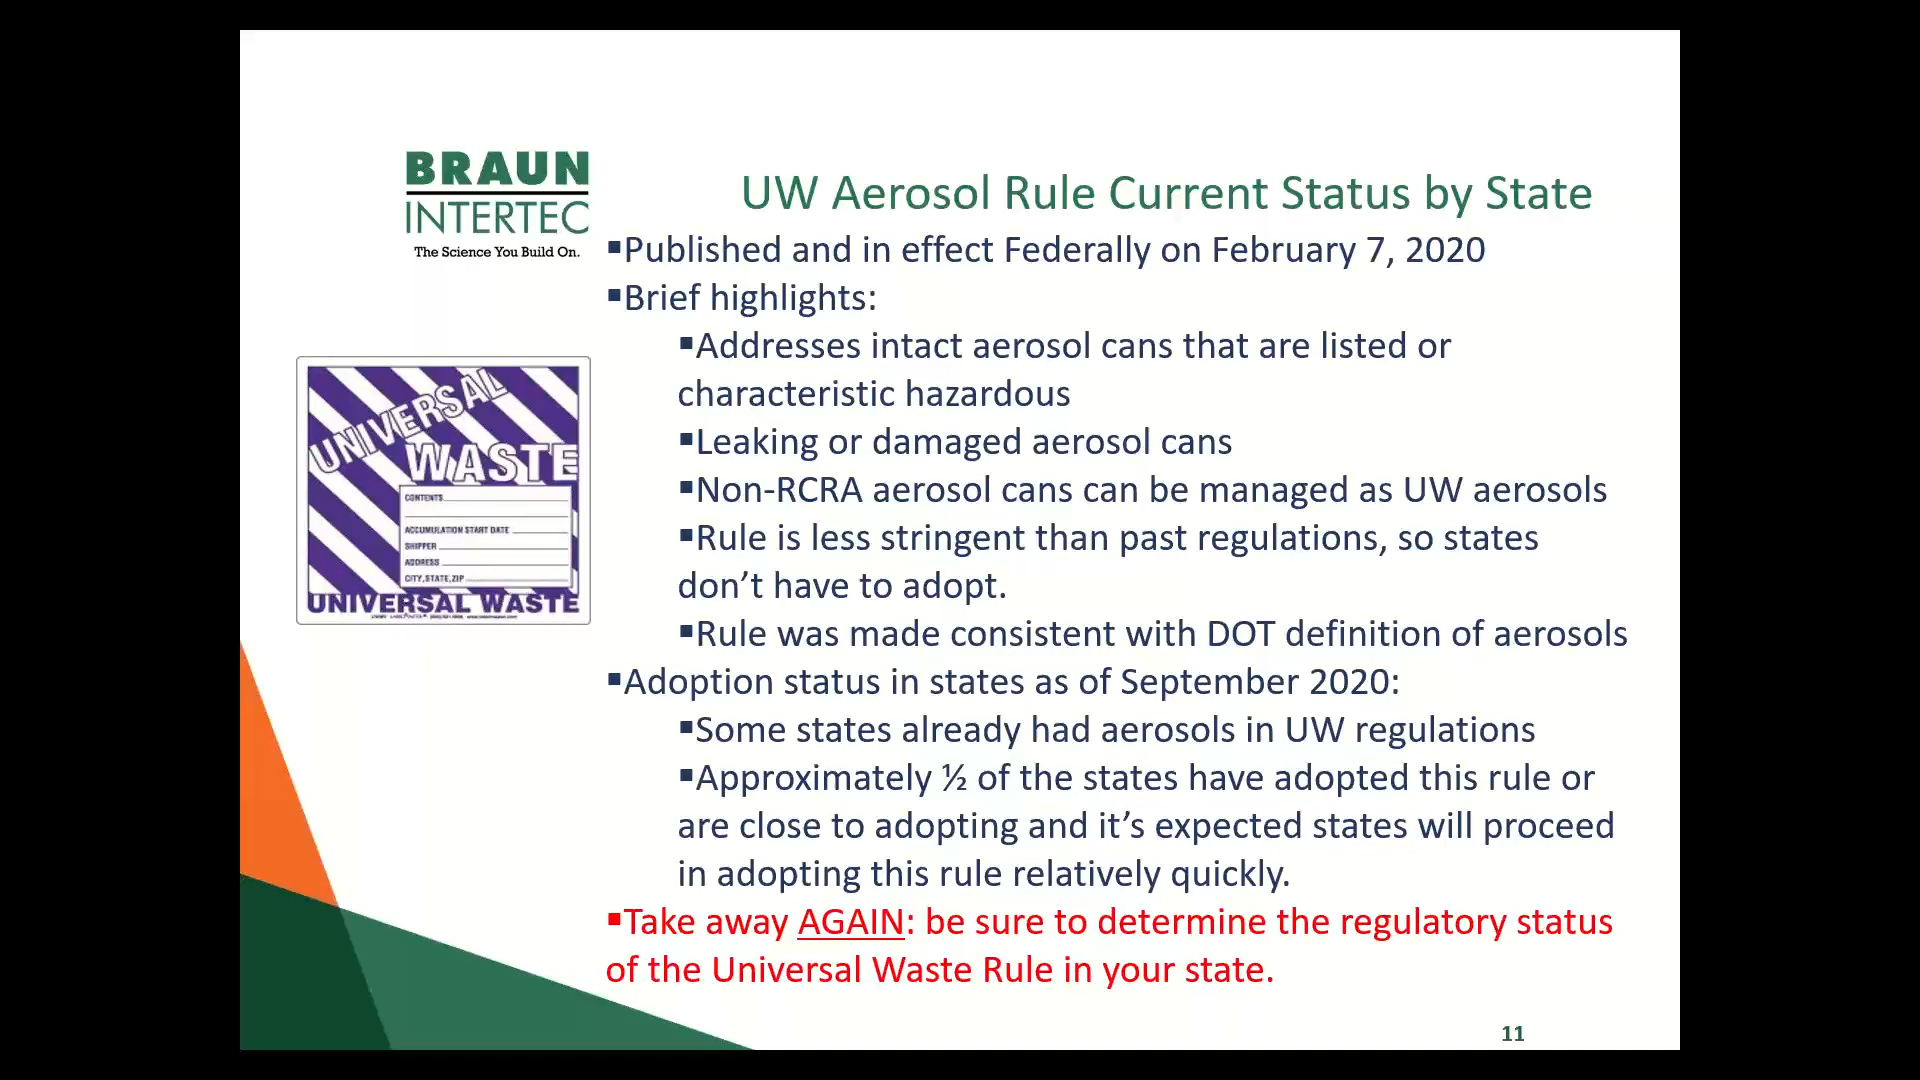 BRAUN
INTERTEC
The Science You Build On.
UW Aerosol Rule Current Status by State
▪Published and in effect Federally on February 7, 2020
▪Brief highlights:
▪Addresses intact aerosol cans that are listed or
characteristic hazardous
▪Leaking or damaged aerosol cans
▪Non-RCRA aerosol cans can be managed as UW aerosols
▪Rule is less stringent than past regulations, so states
don’t have to adopt.
▪Rule was made consistent with DOT definition of aerosols
▪Adoption status in states as of September 2020:
▪Some states already had aerosols in UW regulations
▪Approximately ½ of the states have adopted this rule or
are close to adopting and it’s expected states will proceed
in adopting this rule relatively quickly.
▪Take away AGAIN: be sure to determine the regulatory status
of the Universal Waste Rule in your state.
UNIVERSAL
WASTE
CONTENTS
ACCUMULATION START DATE
SHIPPER
ADDRESS
CITY, STATE, ZIP
UNIVERSAL WASTE
11